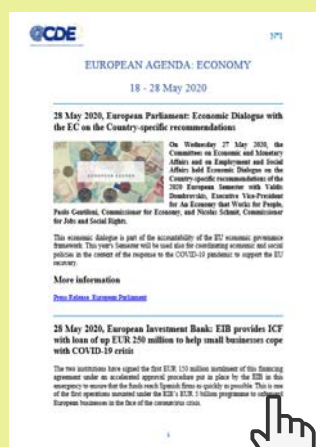 CDE
Nº1
EUROPEAN AGENDA: ECONOMY
18 - 28 May 2020
28 May 2020, European Parliament: Economic Dialogue with
the EC on the Country-specific recommendations
EUROPEAN AGENDA
On Wednesday 27 May 2020, the
Committees on Economic and Monetary
Affairs and on Employment and Social
Affairs held Economic Dialogue on the
Country-specific recommendations of the
2020 European Semester with Valdis
Dombrovskis, Executive Vice-President
for An Economy that Works for People,
Paolo Gentiloni, Commissioner for Economy, and Nicolas Schmit, Commissioner
for Jobs and Social Rights.
This economic dialogue is part of the accountability of the EU economic governance
framework. This year's Semester will be used also for coordinating economic and social
policies in the context of the response to the COVID-19 pandemic to support the EU
recovery.
More information
Press Release European Parliament
28 May 2020, European Investment Bank: EIB provides ICF
with loan of up EUR 250 million to help small businesses cope
with COVID-19 crisis
The two institutions have signed the first EUR 150 million instalment of this financing
agreement under an accelerated approval procedure put in place by the EIB in this
emergency to ensure that the funds reach Spanish firms as quickly as possible. This is one
of the first operations mounted under the EIB's EUR 5 billion programme to
European businesses in the face of the coronavirus crisis.